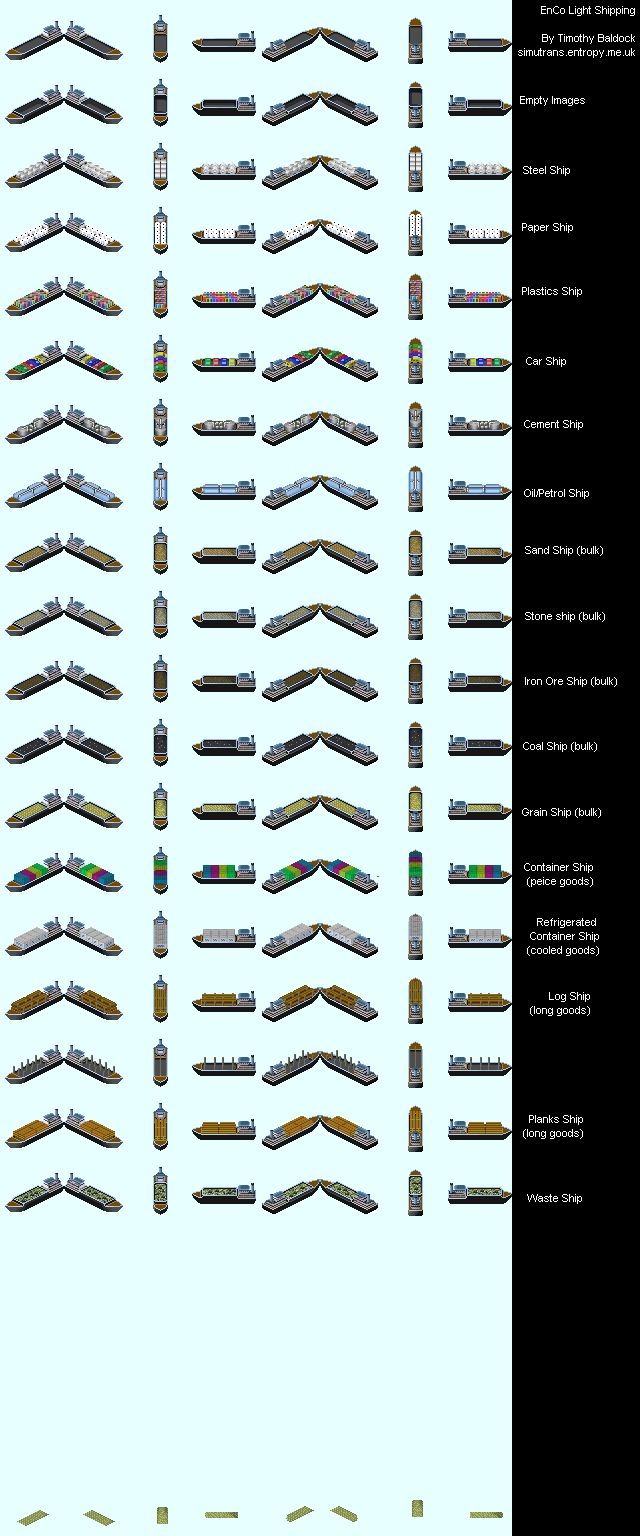 EnCo Light Shipping
By Timothy Baldock
simutrans.entropy.me.uk
Empty Images
Steel Ship
Paper Ship
Plastics Ship
Car Ship
Cement Ship
Oil/Petrol Ship
Sand Ship (bulk)
Stone ship (bulk)
Iron Ore Ship (bulk)
Coal Ship (bulk)
Grain Ship (bulk)
Container Ship
(peice goods)
Refrigerated
Container Ship
(cooled goods)
Log Ship
(long goods)
Planks Ship
(long goods)
Waste Ship